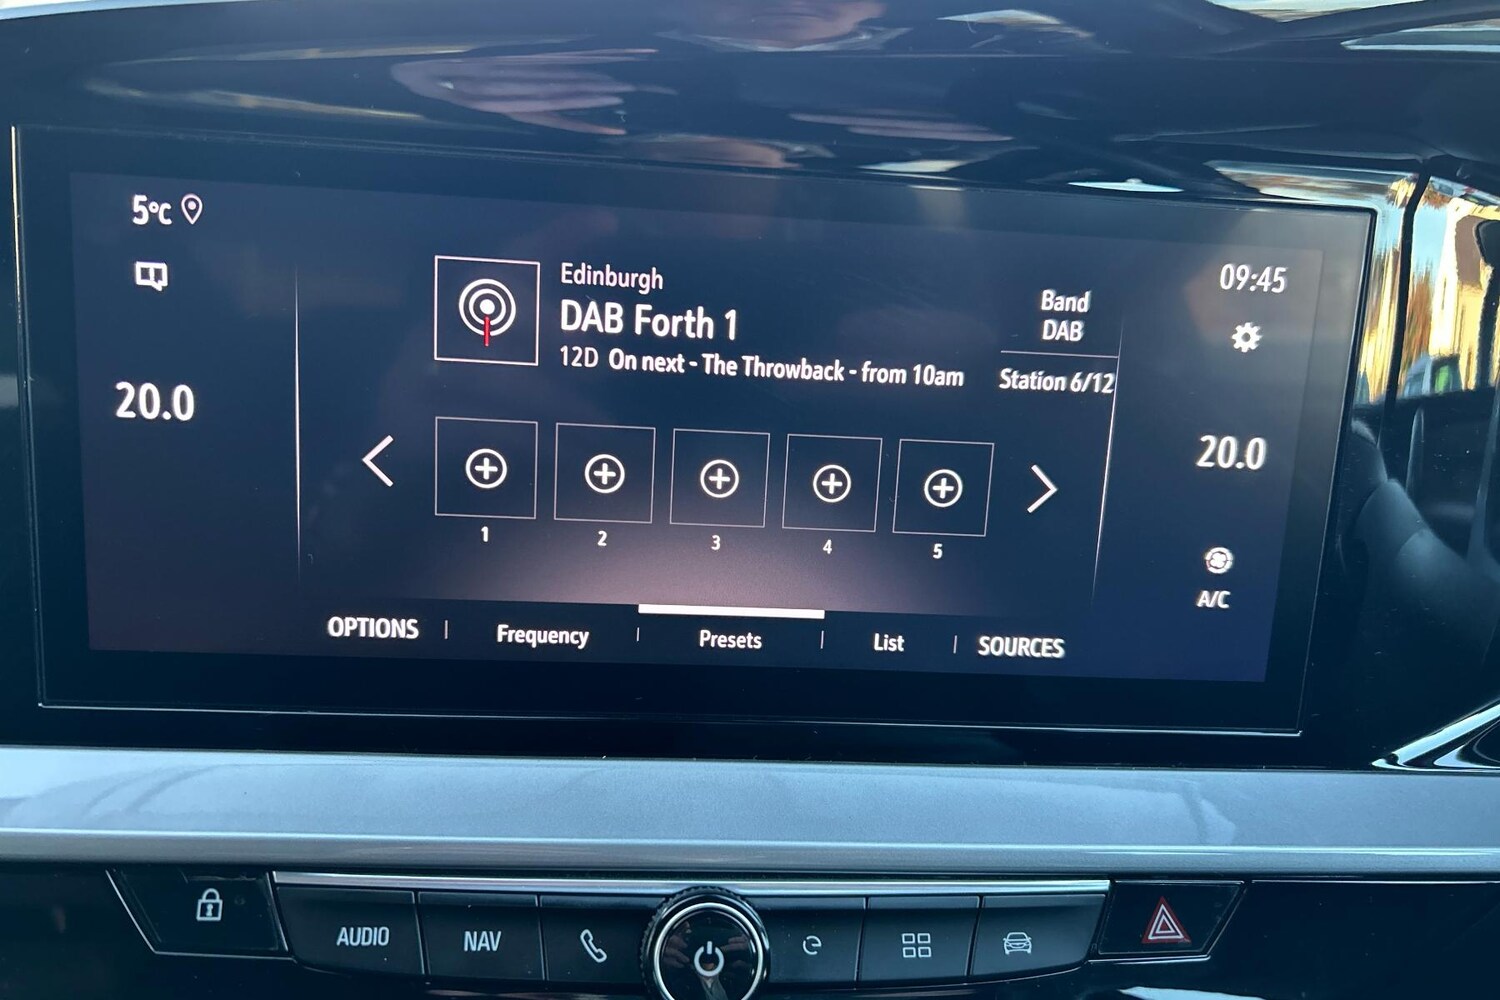 5°C
09:45
Edinburgh
DAB Forth 1
12D On next - The Throwback - from 10am
Band
DAB
Station 6/12
20.0
20.0
1 2 3 4 5
A/C
OPTIONS | Frequency | Presets | List | SOURCES
AUDIO NAV